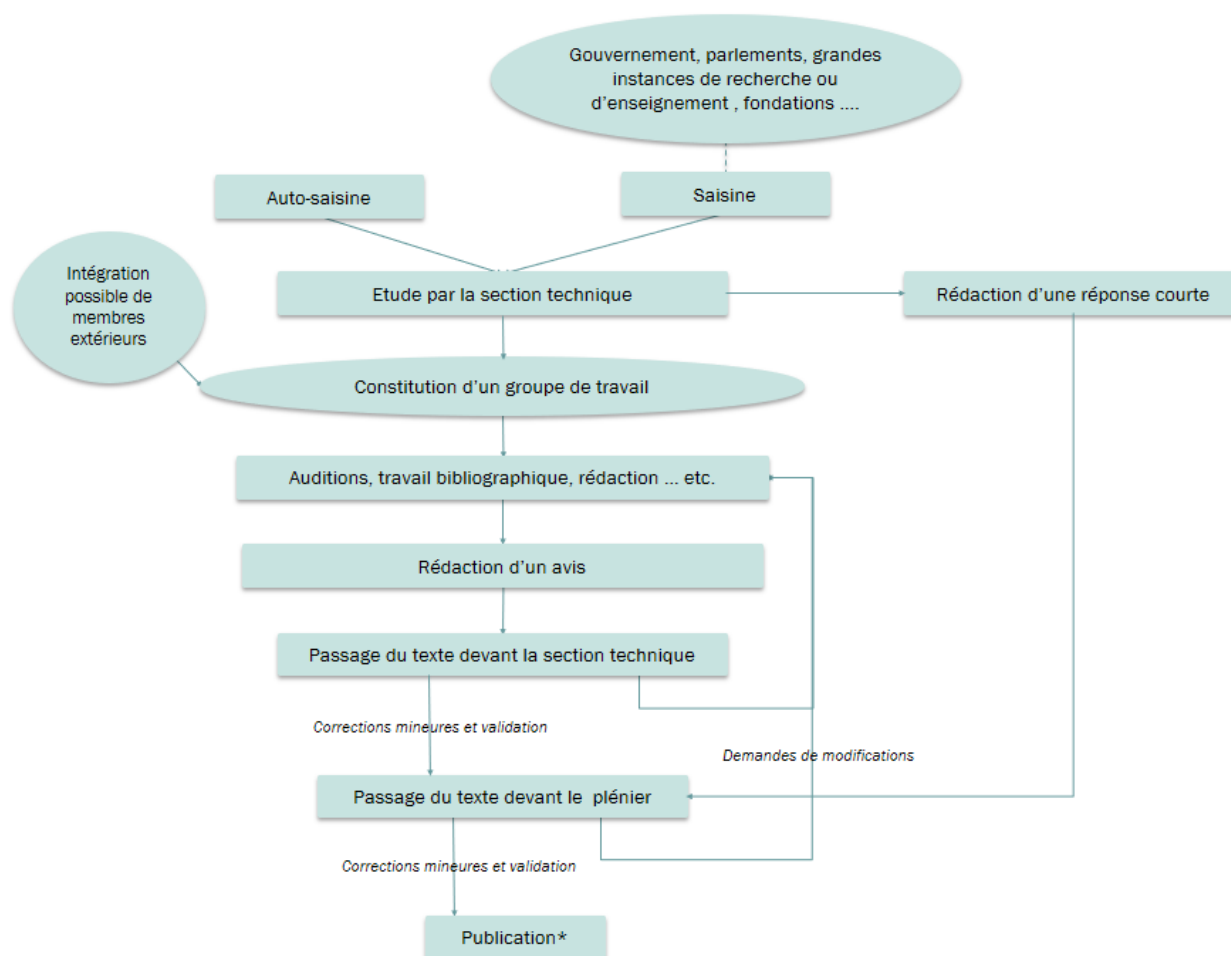 Gouvernement, parlements, grandes
instances de recherche ou
d’enseignement , fondations ....
Auto-saisine
Saisine
Intégration
possible de
membres
extérieurs
Etude par la section technique
Rédaction d’une réponse courte
Constitution d’un groupe de travail
Auditions, travail bibliographique, rédaction ... etc.
Rédaction d’un avis
Passage du texte devant la section technique
Corrections mineures et validation
Demandes de modifications
Passage du texte devant le plénier
Corrections mineures et validation
Publication*